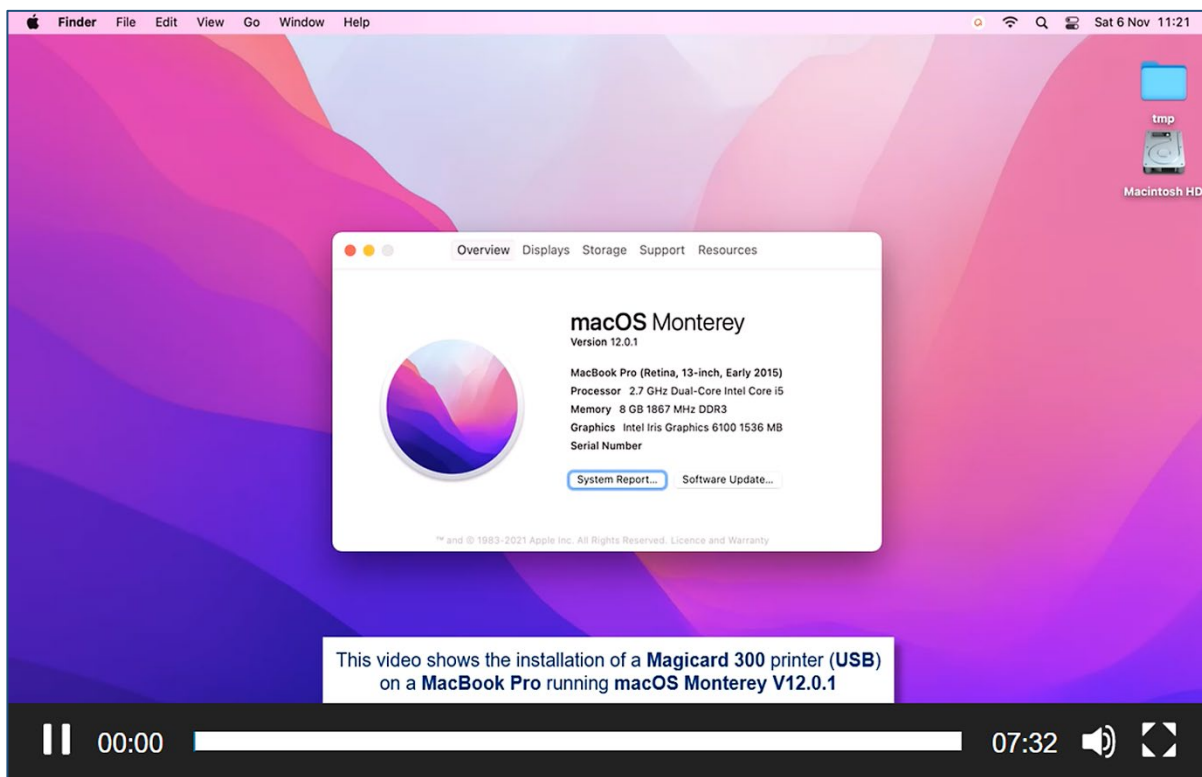 Finder File Edit View Go Window Help Sat 6 Nov 11:21
tmp
Macintosh HD
Overview Displays Storage Support Resources
macOS Monterey
Version 12.0.1
MacBook Pro (Retina, 13-inch, Early 2015)
Processor 2.7 GHz Dual-Core Intel Core i5
Memory 8 GB 1867 MHz DDR3
Graphics Intel Iris Graphics 6100 1536 MB
Serial Number
System Report... Software Update...
™ and © 1983-2021 Apple Inc. All Rights Reserved. Licence and Warranty
This video shows the installation of a Magicard 300 printer (USB)
on a MacBook Pro running macOS Monterey V12.0.1
00:00 07:32